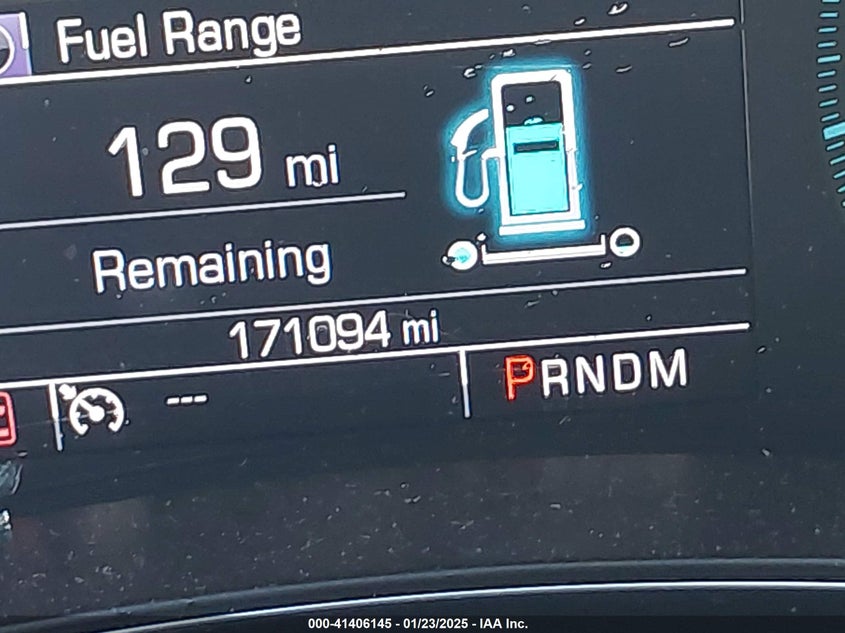 Fuel Range
129 mi
Remaining
171094 mi
--- PRNDM
000-41406145 - 01/23/2025 - IAA Inc.